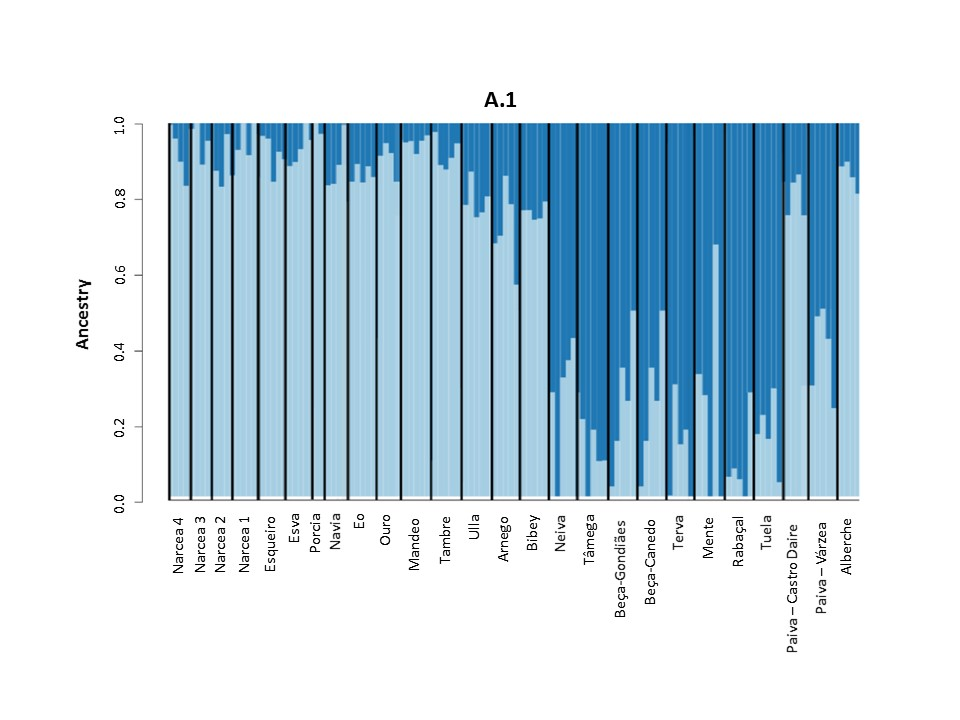 A.1
Ancestry
1.0
0.8
0.6
0.4
0.2
0.0
Narcea 4
Narcea 3
Narcea 2
Narcea 1
Esqueiro
Esva
Porcia
Navia
Eo
Ouro
Mandeo
Tambre
Ulla
Arnego
Bibey
Neiva
Tâmega
Beça-Gondiães
Beça-Canedo
Terva
Mente
Rabaçal
Tuela
Paiva – Castro Daire
Paiva – Várzea
Alberche